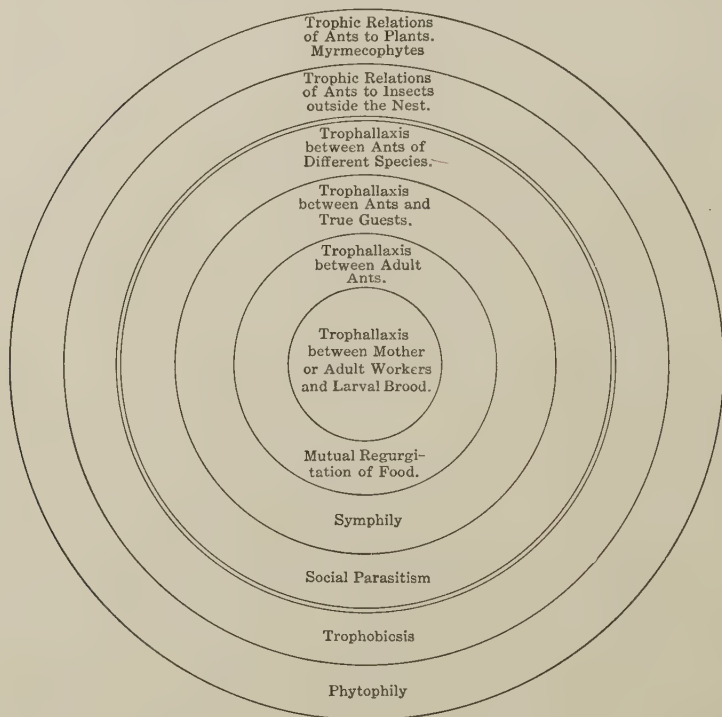 Trophic Relations
of Ants to Plants.
Myrmecophytes
Trophic Relations
of Ants to Insects
outside the Nest.
Trophallaxis
between Ants of
Different Species.
Trophallaxis
between Ants and
True Guests.
Trophallaxis
between Adult
Ants.
Trophallaxis
between Mother
or Adult Workers
and Larval Brood.
Mutual Regurgi-
tation of Food.
Symphily
Social Parasitism
Trophobicsis
Phytophily